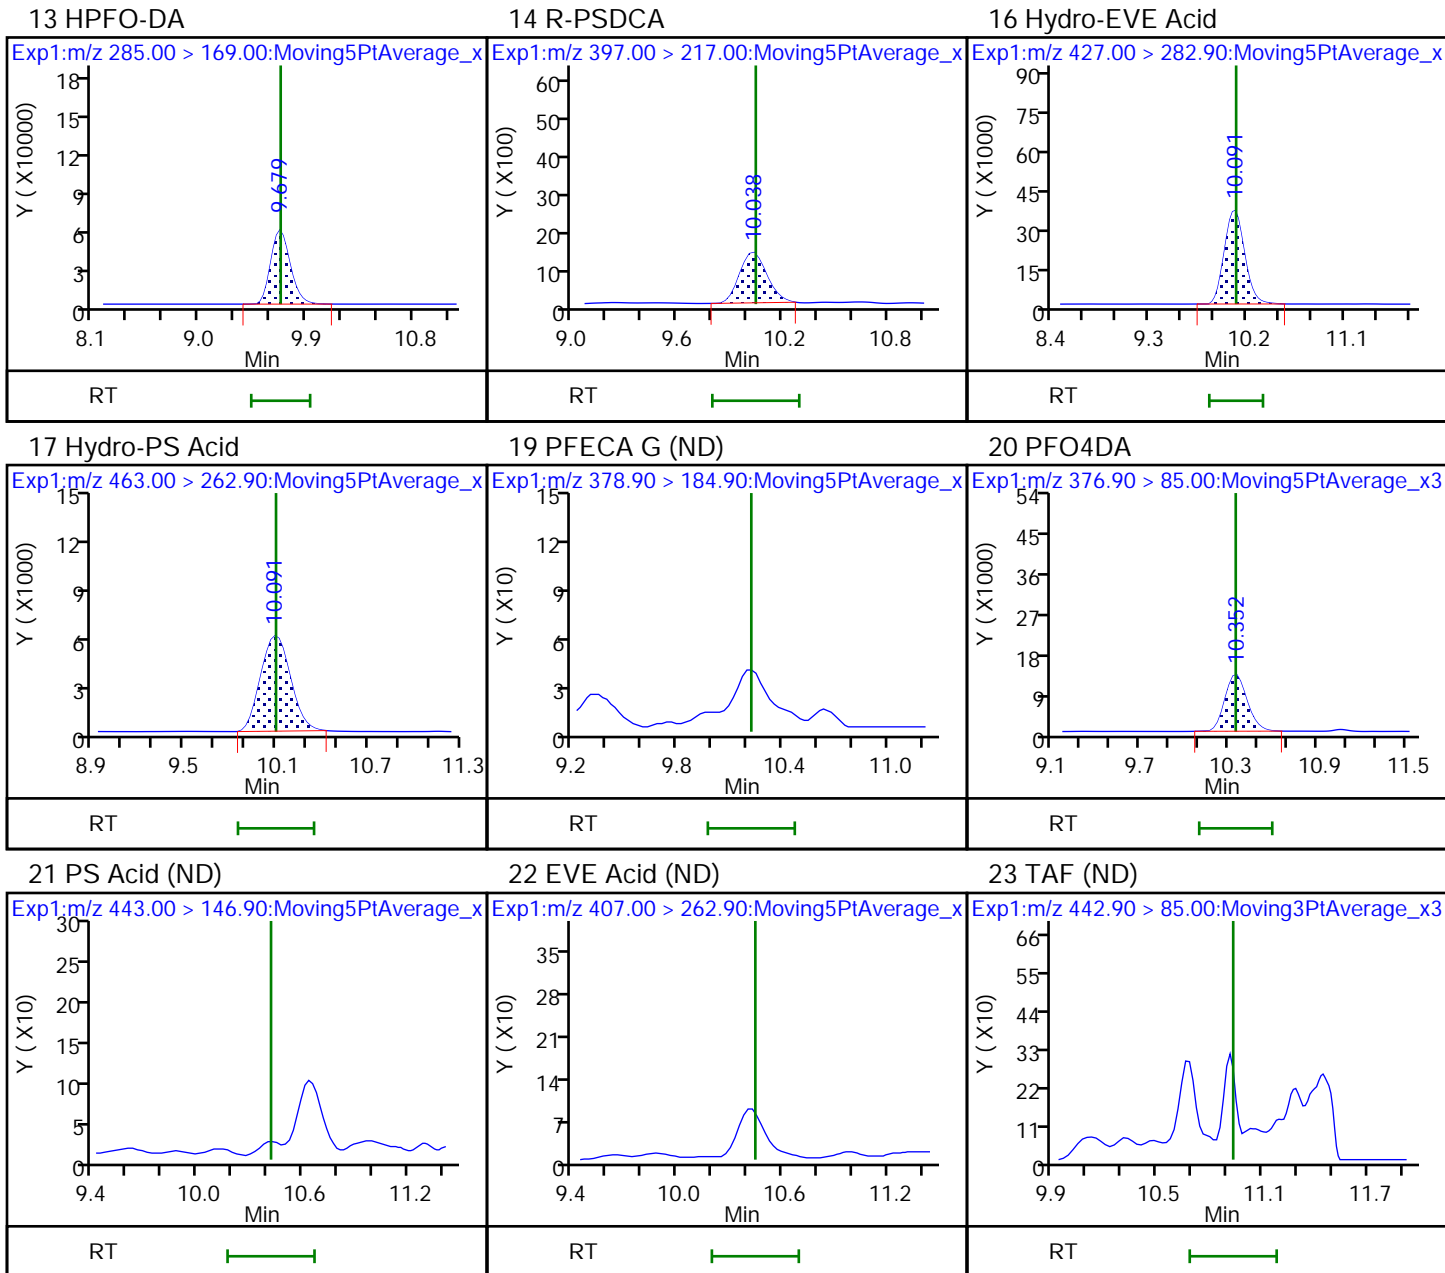 13 HPFO-DA
Exp1:m/z 285.00 > 169.00:Moving5PtAverage_x
Y ( X10000)
18
15
12
9
6
3
0
9.679
8.1 9.0 9.9 10.8
Min
RT
14 R-PSDCA
Exp1:m/z 397.00 > 217.00:Moving5PtAverage_x
Y ( X100)
60
50
40
30
20
10
0
10.038
9.0 9.6 10.2 10.8
Min
RT
16 Hydro-EVE Acid
Exp1:m/z 427.00 > 282.90:Moving5PtAverage_x
Y ( X1000)
90
75
60
45
30
15
0
10.091
8.4 9.3 10.2 11.1
Min
RT
17 Hydro-PS Acid
Exp1:m/z 463.00 > 262.90:Moving5PtAverage_x
Y ( X1000)
15
12
9
6
3
0
10.091
8.9 9.5 10.1 10.7 11.3
Min
RT
19 PFECA G (ND)
Exp1:m/z 378.90 > 184.90:Moving5PtAverage_x
Y ( X10)
15
12
9
6
3
0
9.2 9.8 10.4 11.0
Min
RT
20 PFO4DA
Exp1:m/z 376.90 > 85.00:Moving5PtAverage_x3
Y ( X1000)
54
45
36
27
18
9
0
10.352
9.1 9.7 10.3 10.9 11.5
Min
RT
21 PS Acid (ND)
Exp1:m/z 443.00 > 146.90:Moving5PtAverage_x
Y ( X10)
30
25
20
15
10
5
0
9.4 10.0 10.6 11.2
Min
RT
22 EVE Acid (ND)
Exp1:m/z 407.00 > 262.90:Moving5PtAverage_x
Y ( X10)
35
28
21
14
7
0
9.4 10.0 10.6 11.2
Min
RT
23 TAF (ND)
Exp1:m/z 442.90 > 85.00:Moving3PtAverage_x3
Y ( X10)
66
55
44
33
22
11
0
9.9 10.5 11.1 11.7
Min
RT